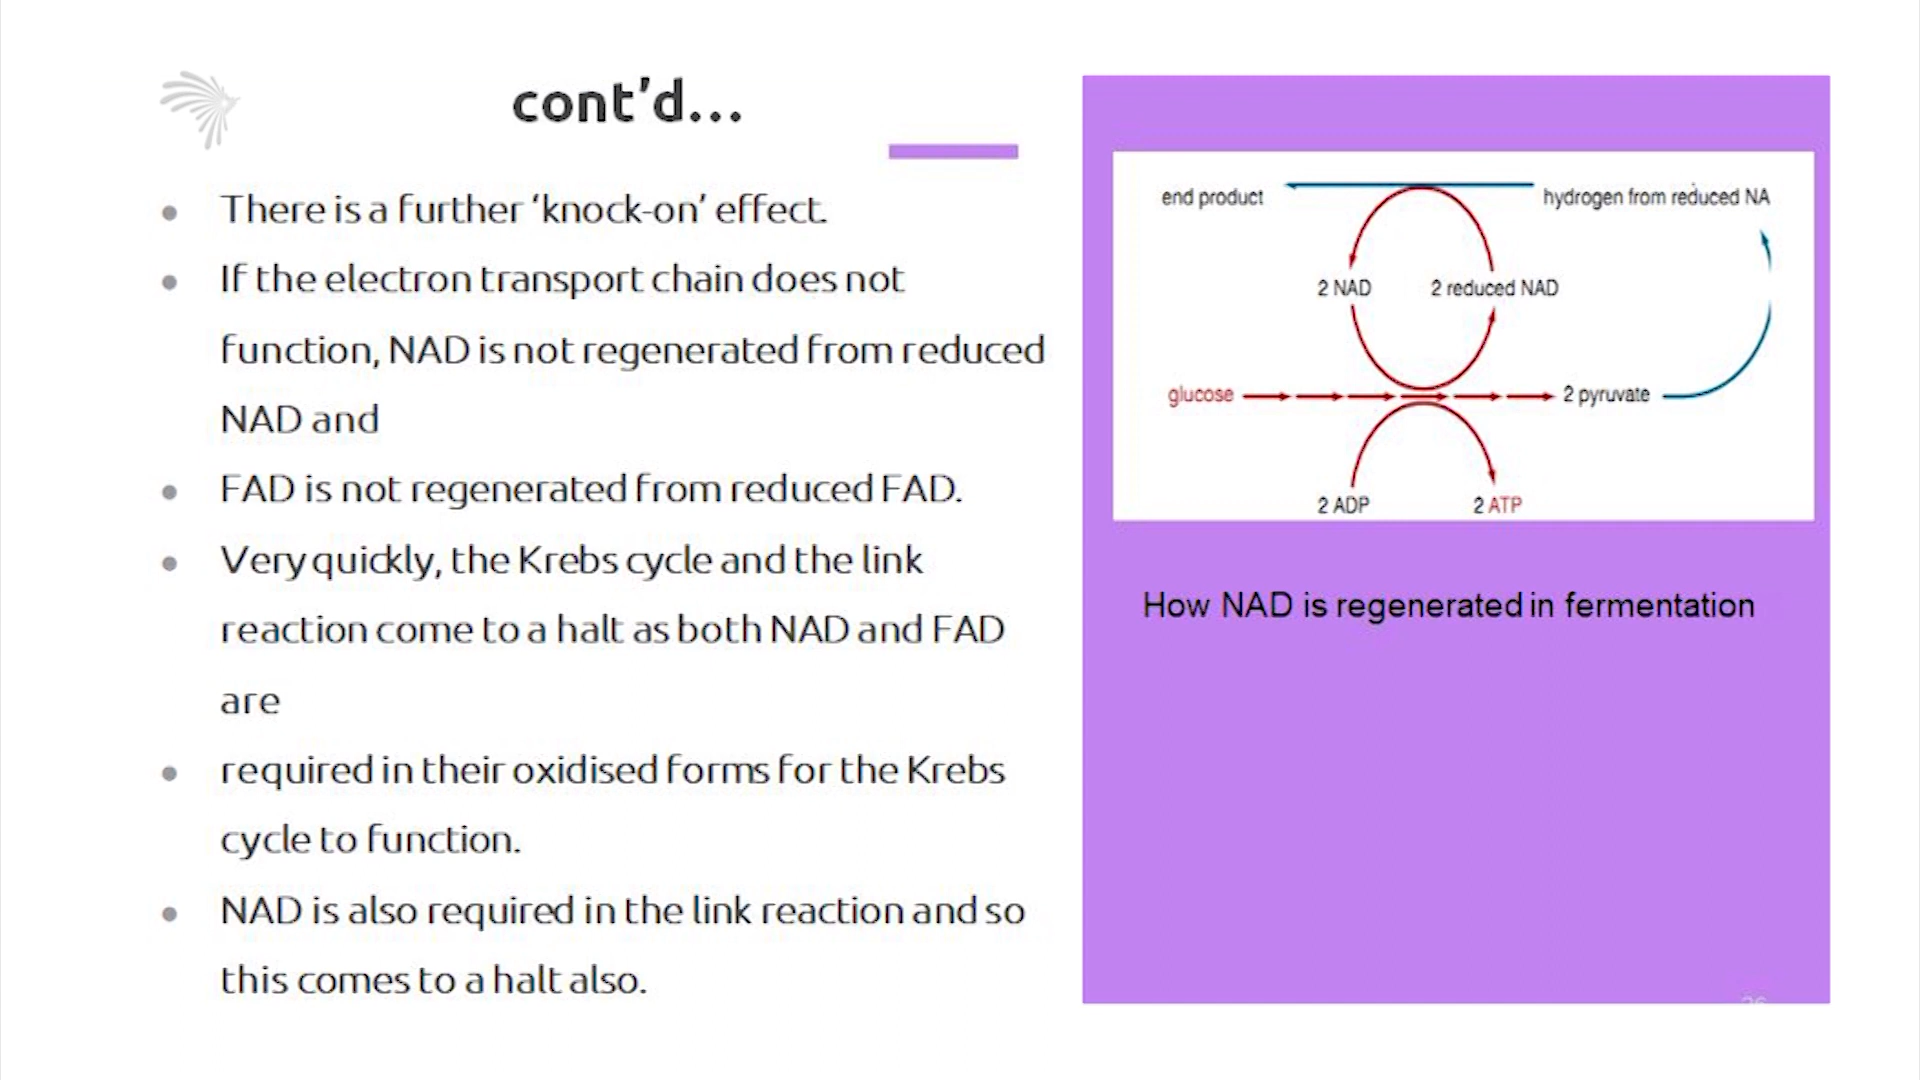 cont’d...
There is a further ‘knock-on’ effect.
If the electron transport chain does not
function, NAD is not regenerated from reduced
NAD and
FAD is not regenerated from reduced FAD.
Very quickly, the Krebs cycle and the link
reaction come to a halt as both NAD and FAD
are
required in their oxidised forms for the Krebs
cycle to function.
NAD is also required in the link reaction and so
this comes to a halt also.
end product
hydrogen from reduced NA
2 NAD
2 reduced NAD
glucose
2 pyruvate
2 ADP
2 ATP
How NAD is regenerated in fermentation